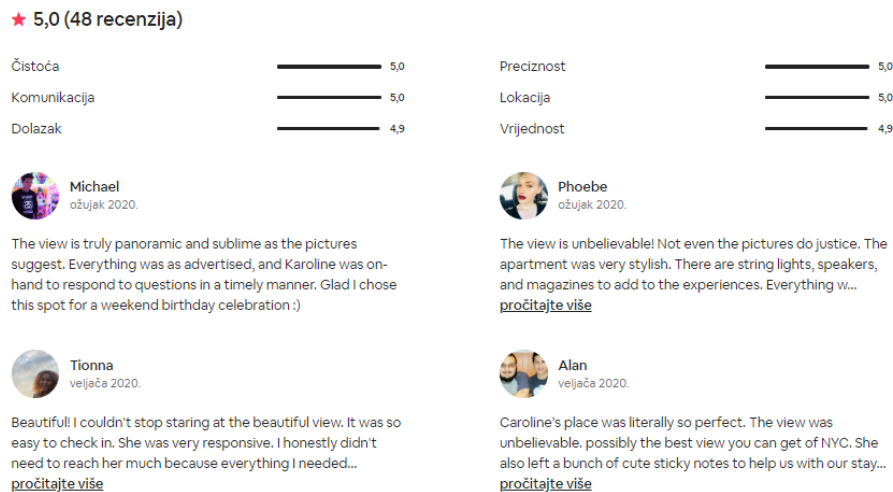 5,0 (48 recenzija)
Čistoća 5,0
Preciznost 5,0
Komunikacija 5,0
Lokacija 5,0
Dolazak 4,9
Vrijednost 4,9
Michael
ožujak 2020.
The view is truly panoramic and sublime as the pictures
suggest. Everything was as advertised, and Karoline was on-
hand to respond to questions in a timely manner. Glad I chose
this spot for a weekend birthday celebration :)
Phoebe
ožujak 2020.
The view is unbelievable! Not even the pictures do justice. The
apartment was very stylish. There are string lights, speakers,
and magazines to add to the experiences. Everything w...
pročitajte više
Tionna
veljača 2020.
Beautiful! I couldn't stop staring at the beautiful view. It was so
easy to check in. She was very responsive. I honestly didn't
need to reach her much because everything I needed...
pročitajte više
Alan
veljača 2020.
Caroline's place was literally so perfect. The view was
unbelievable. possibly the best view you can get of NYC. She
also left a bunch of cute sticky notes to help us with our stay...
pročitajte više